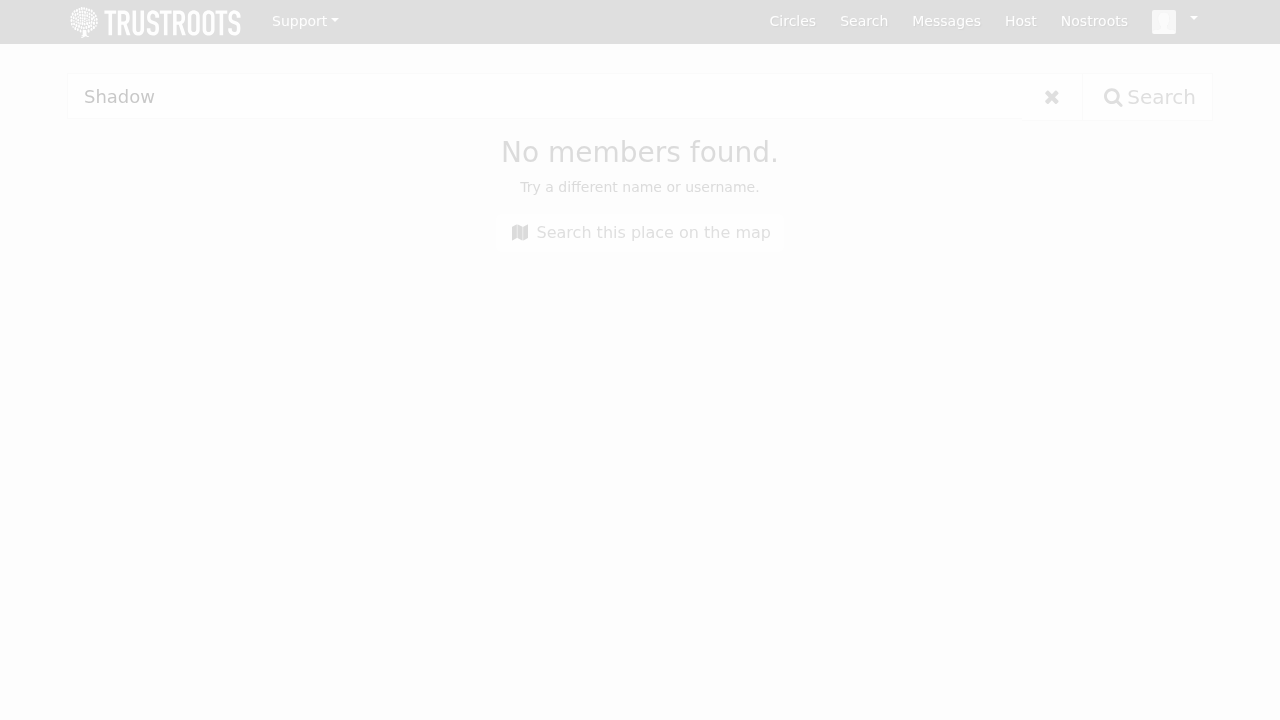 TRUSTROOTS Support Circles Search Messages Host Nostroots
Shadow Search
No members found.
Try a different name or username.
Search this place on the map